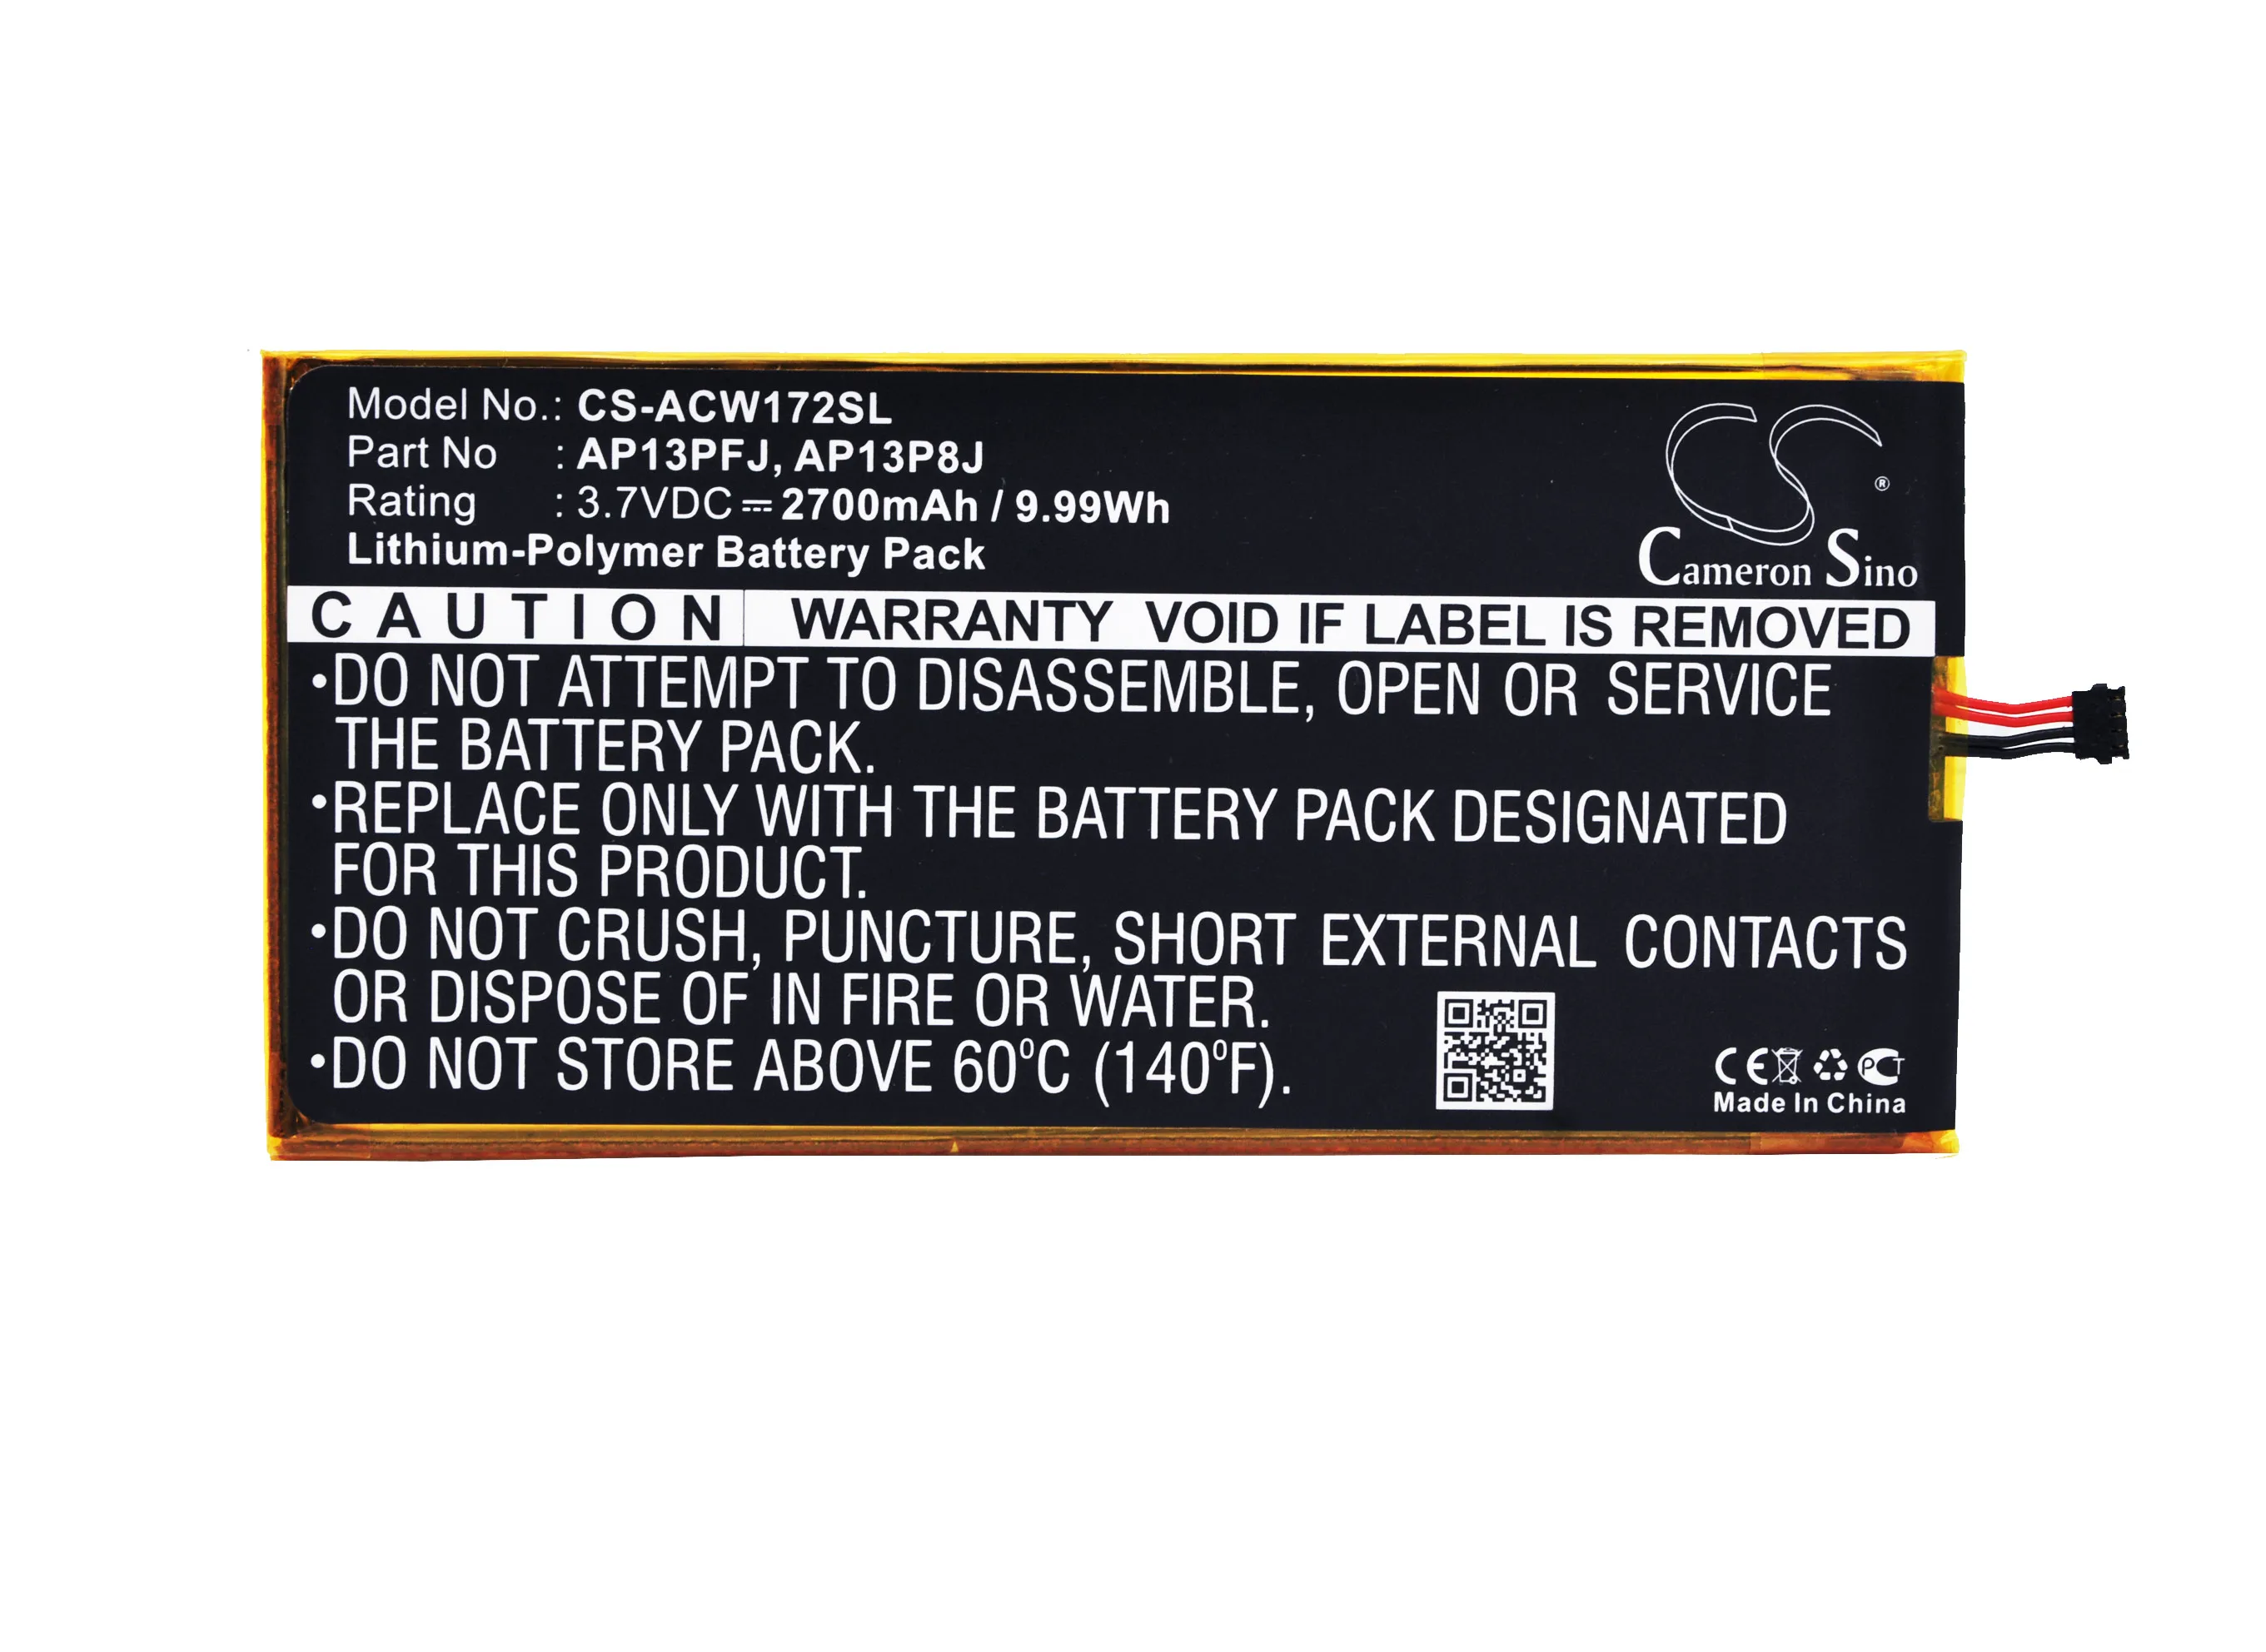 Model No.: CS-ACW172SL
Part No : AP13PFJ, AP13P8J
Rating : 3.7VDC ⎓ 2700mAh / 9.99Wh
Lithium-Polymer Battery Pack
CS ®
Cameron Sino
CAUTION WARRANTY VOID IF LABEL IS REMOVED
•DO NOT ATTEMPT TO DISASSEMBLE, OPEN OR SERVICE
THE BATTERY PACK.
•REPLACE ONLY WITH THE BATTERY PACK DESIGNATED
FOR THIS PRODUCT.
•DO NOT CRUSH, PUNCTURE, SHORT EXTERNAL CONTACTS
OR DISPOSE OF IN FIRE OR WATER.
•DO NOT STORE ABOVE 60°C (140°F).
CE PCT
Made In China